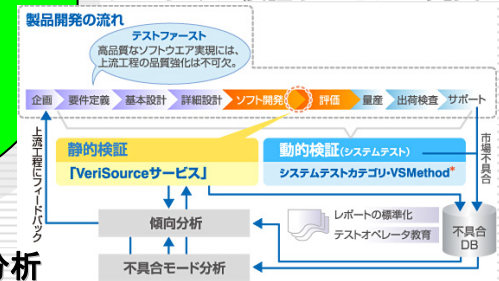 製品開発の流れ
テストファースト
高品質なソフトウエア実現には、
上流工程の品質強化は不可欠。
企画
要件定義
基本設計
詳細設計
ソフト開発
評価
量産
出荷検査
サポート
上流工程にフィードバック
静的検証
「VeriSourceサービス」
動的検証(システムテスト)
システムテストカテゴリ・VSMethod*
市場不具合
傾向分析
レポートの標準化
テストオペレータ教育
不具合
DB
不具合モード分析
分析